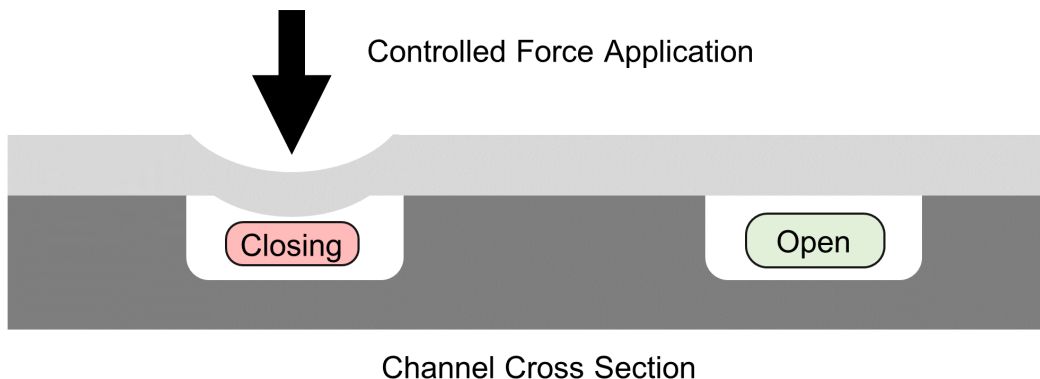 Controlled Force Application
Closing
Open
Channel Cross Section